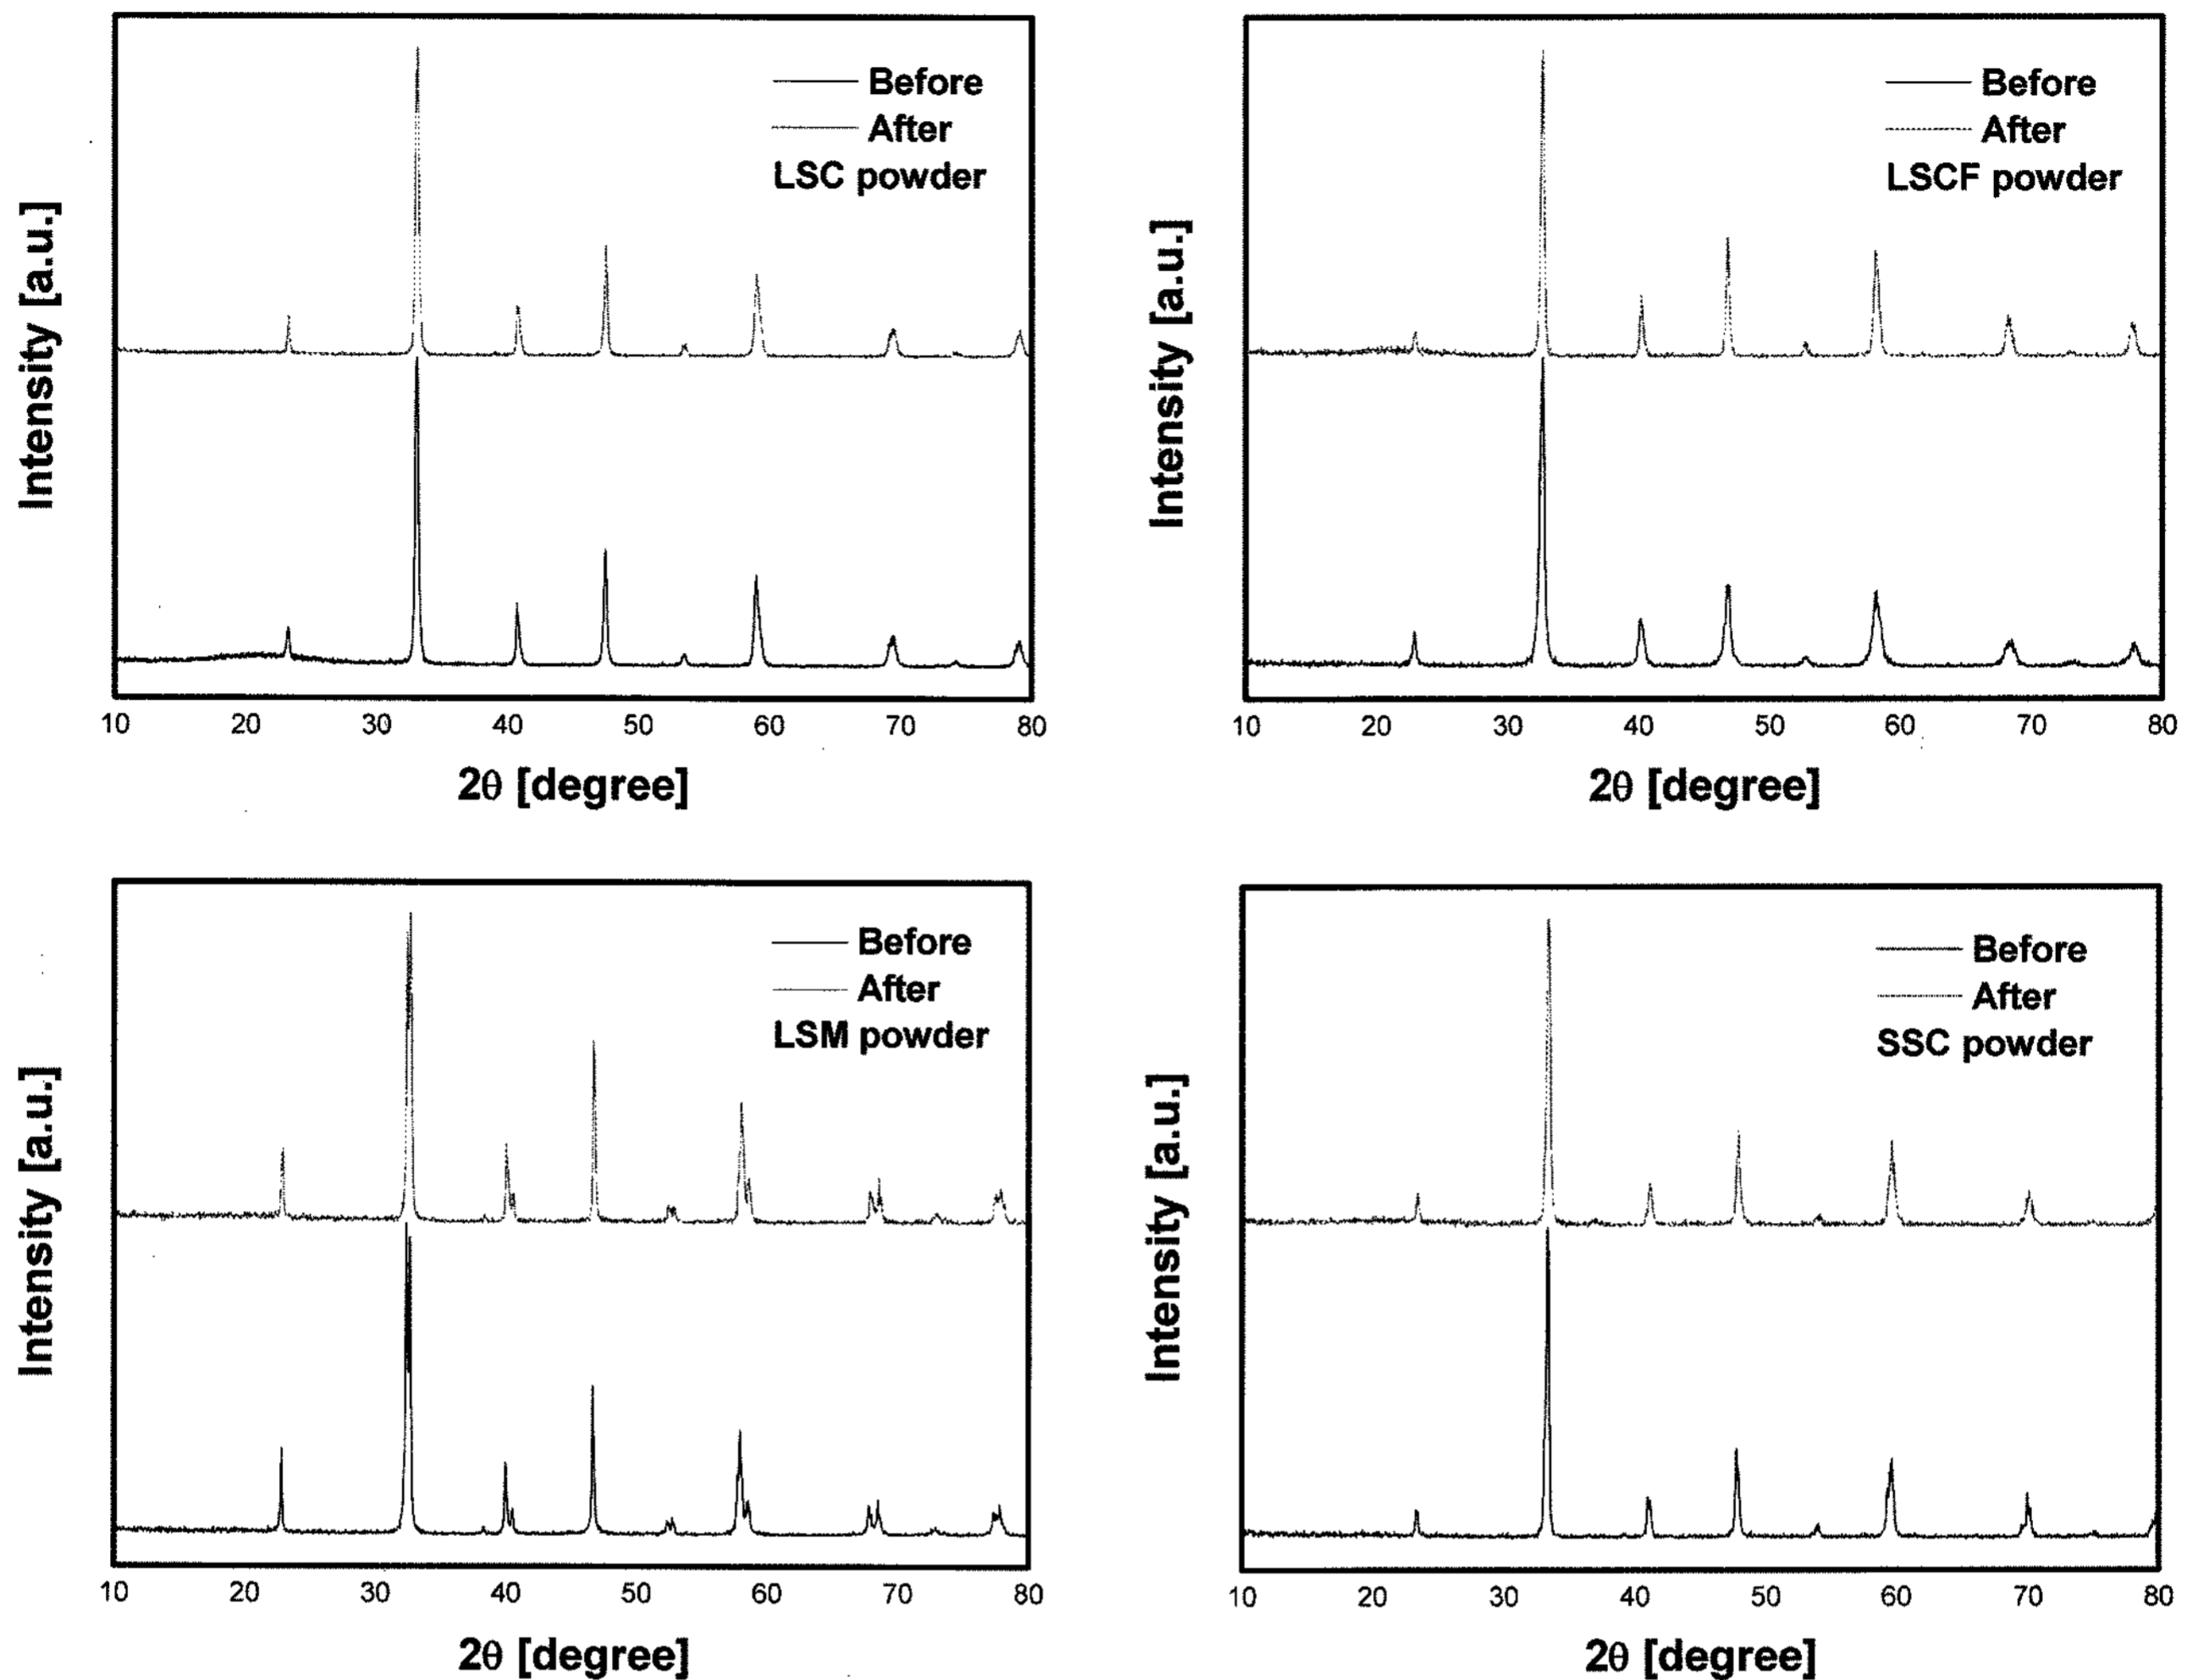 Before
After
LSC powder
Intensity [a.u.]
10 20 30 40 50 60 70 80
2θ [degree]
Before
After
LSCF powder
Intensity [a.u.]
10 20 30 40 50 60 70 80
2θ [degree]
Before
After
LSM powder
Intensity [a.u.]
10 20 30 40 50 60 70 80
2θ [degree]
Before
After
SSC powder
Intensity [a.u.]
10 20 30 40 50 60 70 80
2θ [degree]